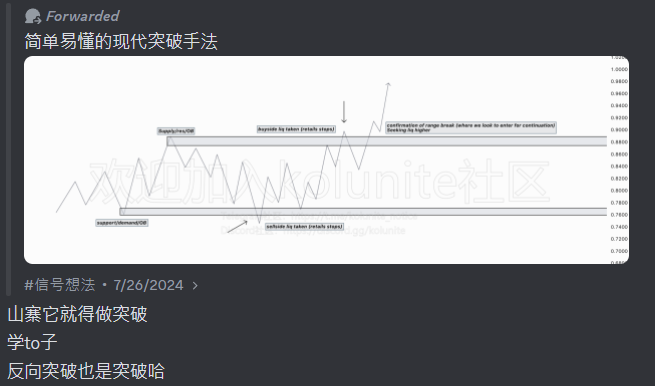 Forwarded
简单易懂的现代突破手法
1.0200
1.0000
0.9800
0.9600
0.9400
0.9200
0.9000
0.8800
0.8600
0.8400
0.8200
0.8000
0.7800
0.7600
0.7400
0.7200
0.7000
Supply/res/OB
buyside liq taken (retails stops)
confirmation of range break (where we look to enter for continuation)
Seeking liq higher
欢迎加入kolunite社区
support/demand/OB
sellside liq taken (retails stops)
#信号想法 • 7/26/2024 >
山寨它就得做突破
学to子
反向突破也是突破哈